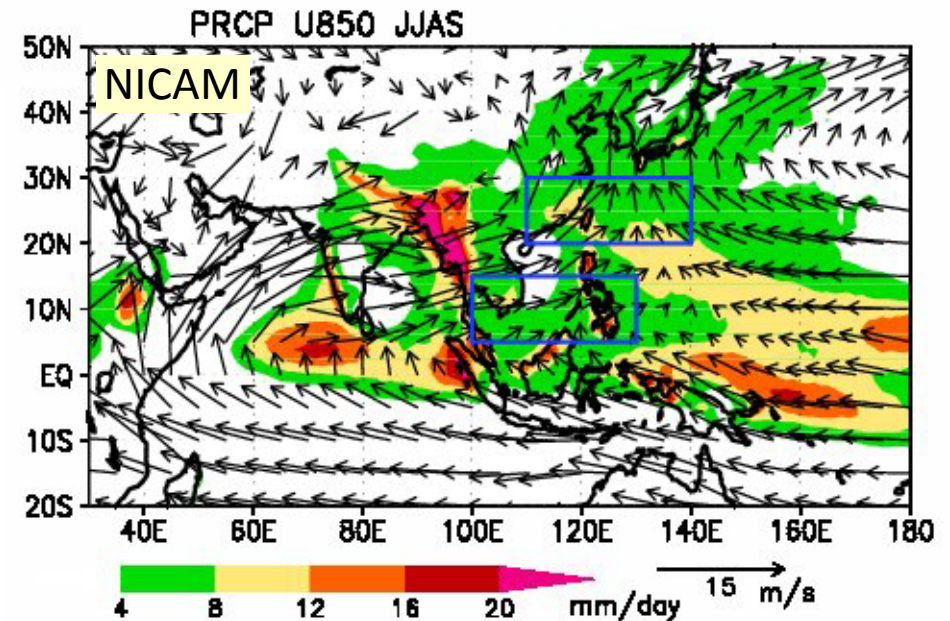 PRCP U850 JJAS
NICAM
50N
40N
30N
20N
10N
EQ
10S
20S
40E 60E 80E 100E 120E 140E 160E 180
4 8 12 16 20 mm/day 15 m/s